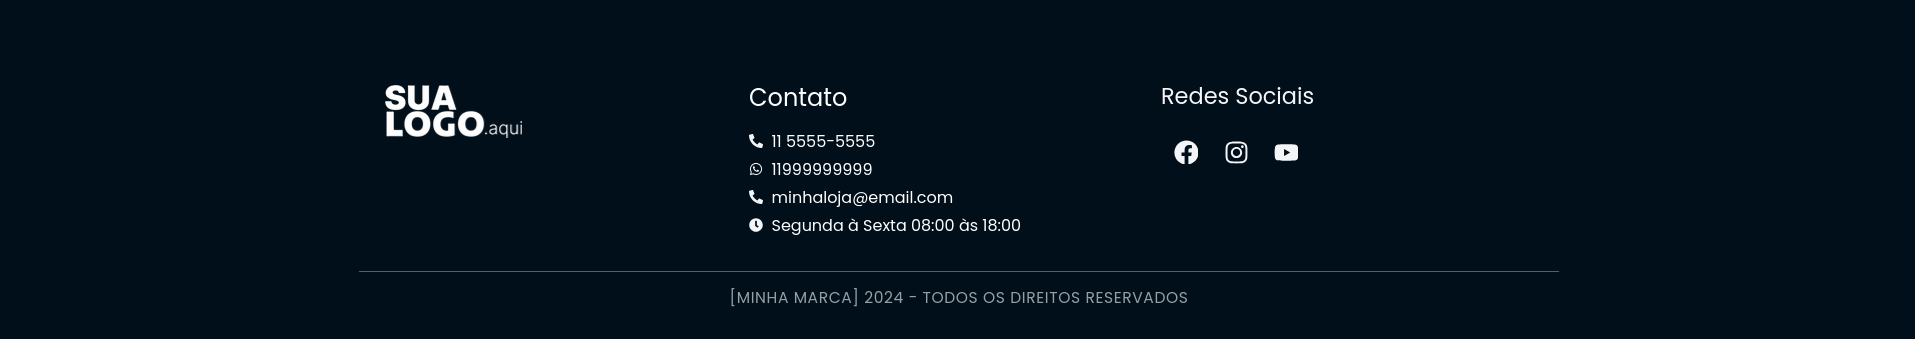 SUA
LOGO.aqui
Contato
11 5555-5555
11999999999
minhaloja@email.com
Segunda à Sexta 08:00 às 18:00
Redes Sociais
[MINHA MARCA] 2024 - TODOS OS DIREITOS RESERVADOS